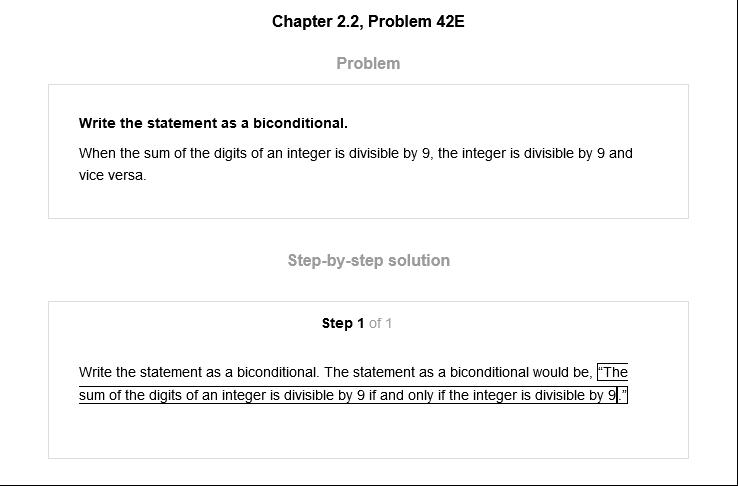 Chapter 2.2, Problem 42E
Problem
Write the statement as a biconditional.
When the sum of the digits of an integer is divisible by 9, the integer is divisible by 9 and
vice versa.
Step-by-step solution
Step 1 of 1
Write the statement as a biconditional. The statement as a biconditional would be, “The
sum of the digits of an integer is divisible by 9 if and only if the integer is divisible by 9.”